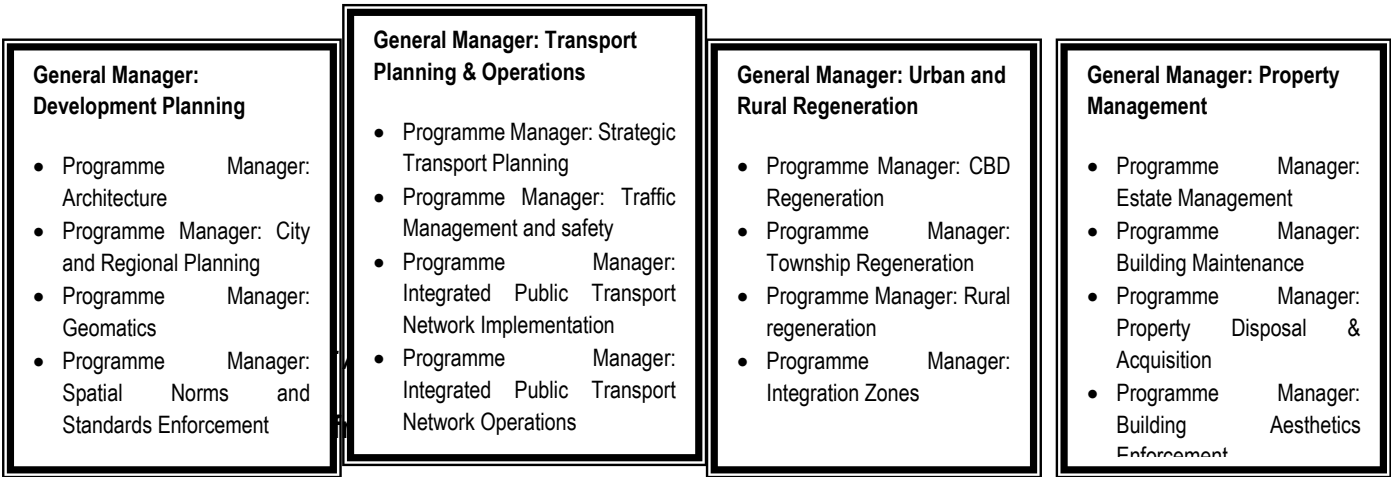 General Manager:
Development Planning
• Programme Manager:
Architecture
• Programme Manager: City
and Regional Planning
• Programme Manager:
Geomatics
• Programme Manager:
Spatial Norms and
Standards Enforcement
General Manager: Transport
Planning & Operations
• Programme Manager: Strategic
Transport Planning
• Programme Manager: Traffic
Management and safety
• Programme Manager:
Integrated Public Transport
Network Implementation
• Programme Manager:
Integrated Public Transport
Network Operations
General Manager: Urban and
Rural Regeneration
• Programme Manager: CBD
Regeneration
• Programme Manager:
Township Regeneration
• Programme Manager: Rural
regeneration
• Programme Manager:
Integration Zones
General Manager: Property
Management
• Programme Manager:
Estate Management
• Programme Manager:
Building Maintenance
• Programme Manager:
Property Disposal &
Acquisition
• Programme Manager:
Building Aesthetics
Enforcement